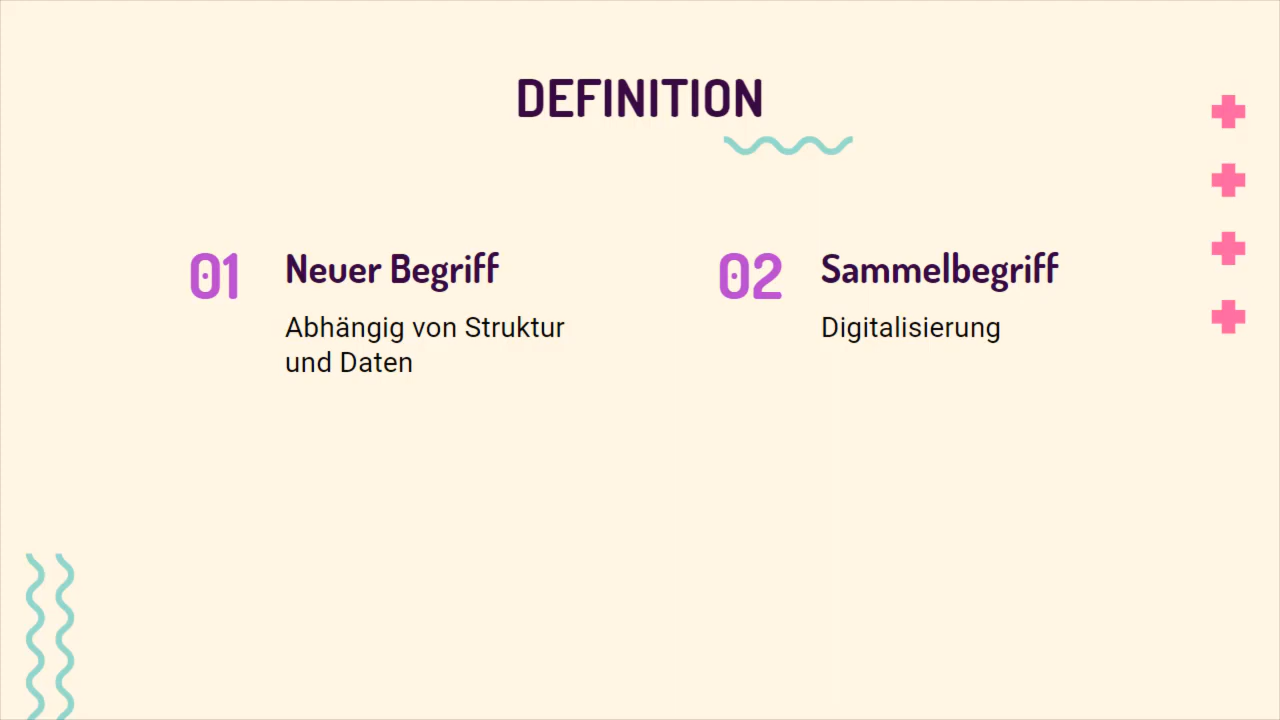 DEFINITION
01
Neuer Begriff
Abhängig von Struktur
und Daten
02
Sammelbegriff
Digitalisierung